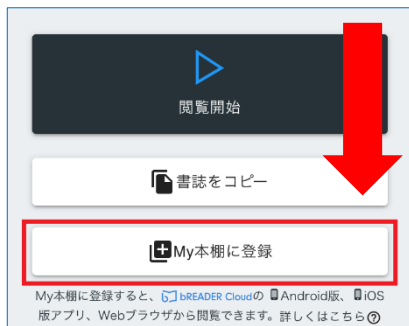 閲覧開始
書誌をコピー
My本棚に登録
My本棚に登録すると、bREADER Cloudの Android版、iOS
版アプリ、Webブラウザから閲覧できます。詳しくはこちら?